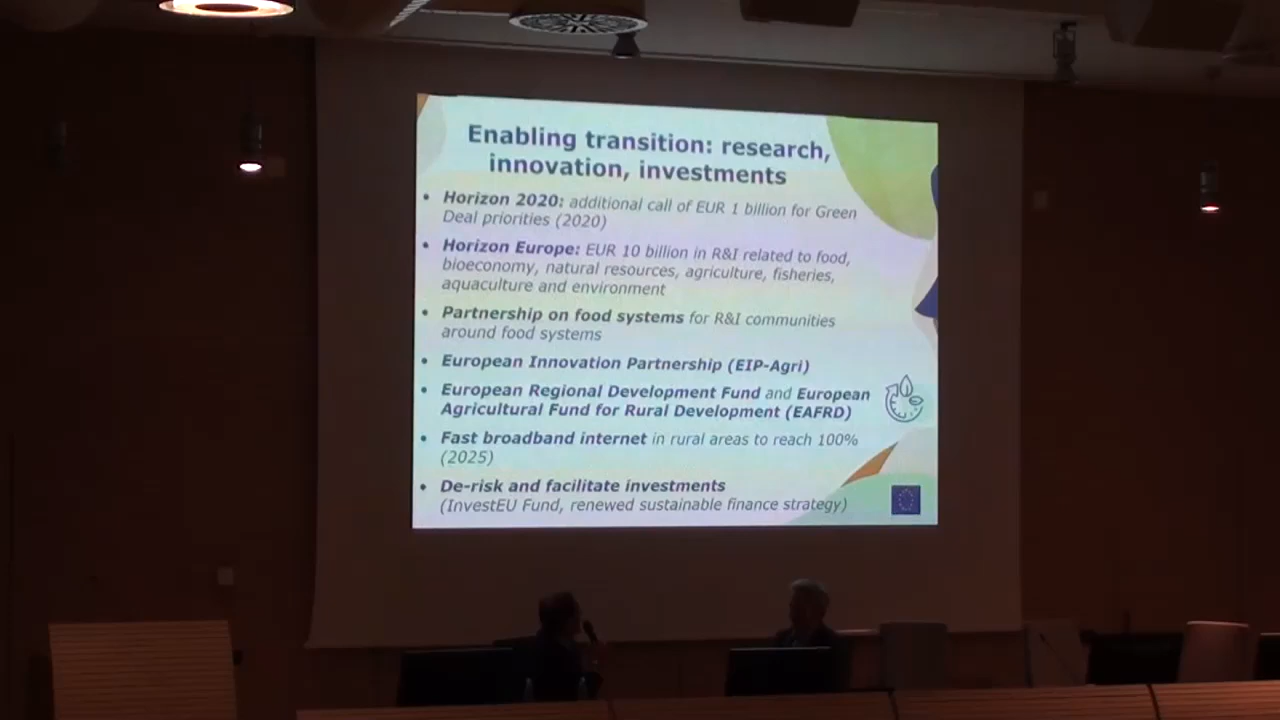 Enabling transition: research,
innovation, investments
• Horizon 2020: additional call of EUR 1 billion for Green
Deal priorities (2020)
• Horizon Europe: EUR 10 billion in R&I related to food,
bioeconomy, natural resources, agriculture, fisheries,
aquaculture and environment
• Partnership on food systems for R&I communities
around food systems
• European Innovation Partnership (EIP-Agri)
• European Regional Development Fund and European
Agricultural Fund for Rural Development (EAFRD)
• Fast broadband internet in rural areas to reach 100%
(2025)
• De-risk and facilitate investments
(InvestEU Fund, renewed sustainable finance strategy)